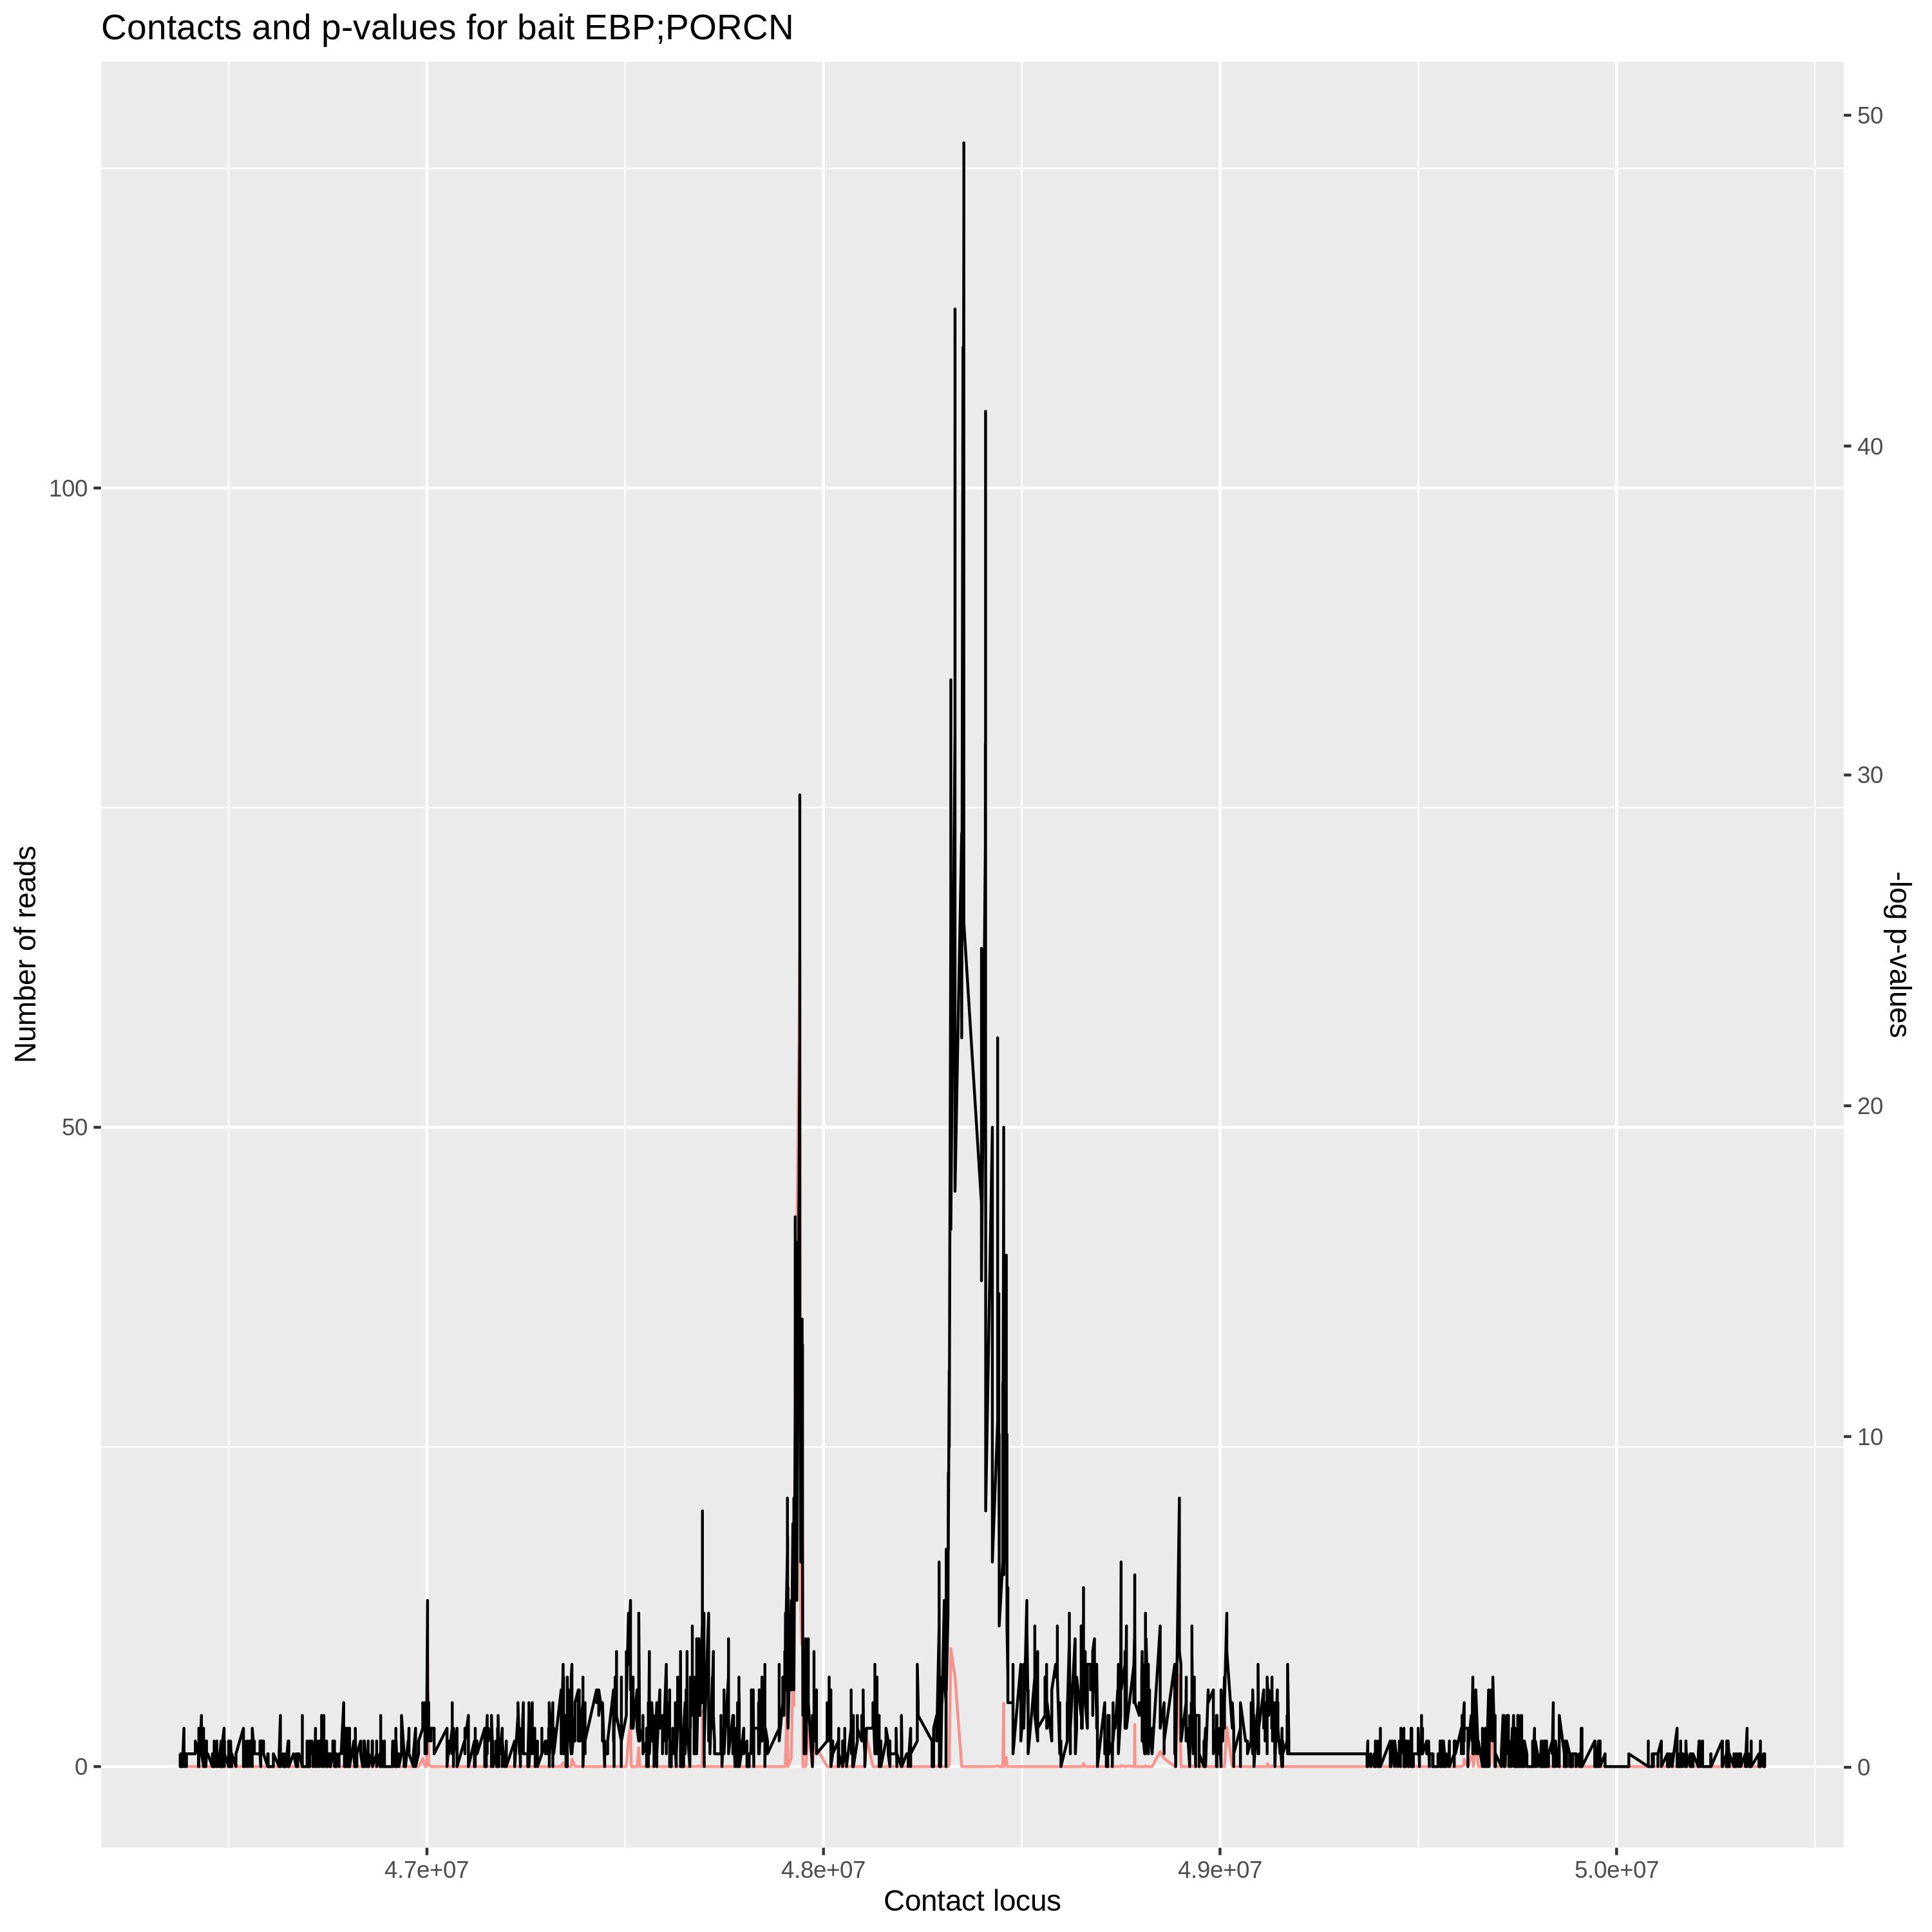 Contacts and p-values for bait EBP;PORCN
50
40
100
30
Number of reads
-log p-values
50
20
10
0
0
4.7e+07
4.8e+07
4.9e+07
5.0e+07
Contact locus